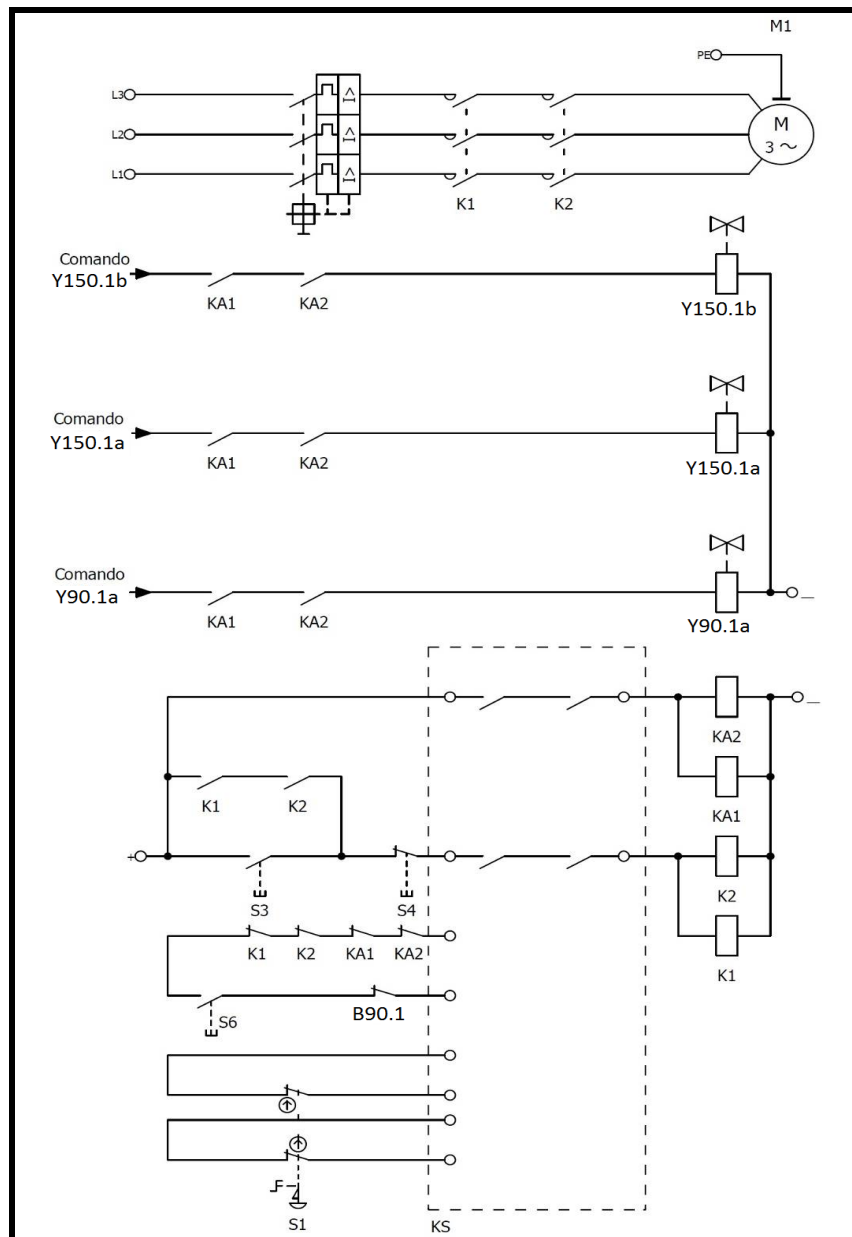 M1
PE
L3
I>
M
3 ~
L2
I>
L1
I>
K1 K2
Comando
Y150.1b
KA1 KA2
Y150.1b
Comando
Y150.1a
KA1 KA2
Y150.1a
Comando
Y90.1a
KA1 KA2
Y90.1a
—
—
KA2
K1 K2
KA1
+
S3 S4
K2
K1 K2 KA1 KA2
K1
S6
B90.1
S1
KS